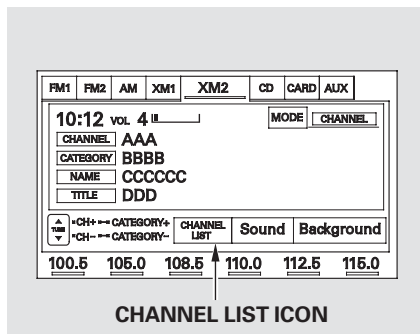 FM1 FM2 AM XM1 XM2 CD CARD AUX
10:12 VOL 4 MODE CHANNEL
CHANNEL AAA
CATEGORY BBBB
NAME CCCCCC
TITLE DDD
TUNE CH+ CATEGORY+ CHANNEL LIST Sound Background
CH– CATEGORY–
100.5 105.0 108.5 110.0 112.5 115.0
CHANNEL LIST ICON